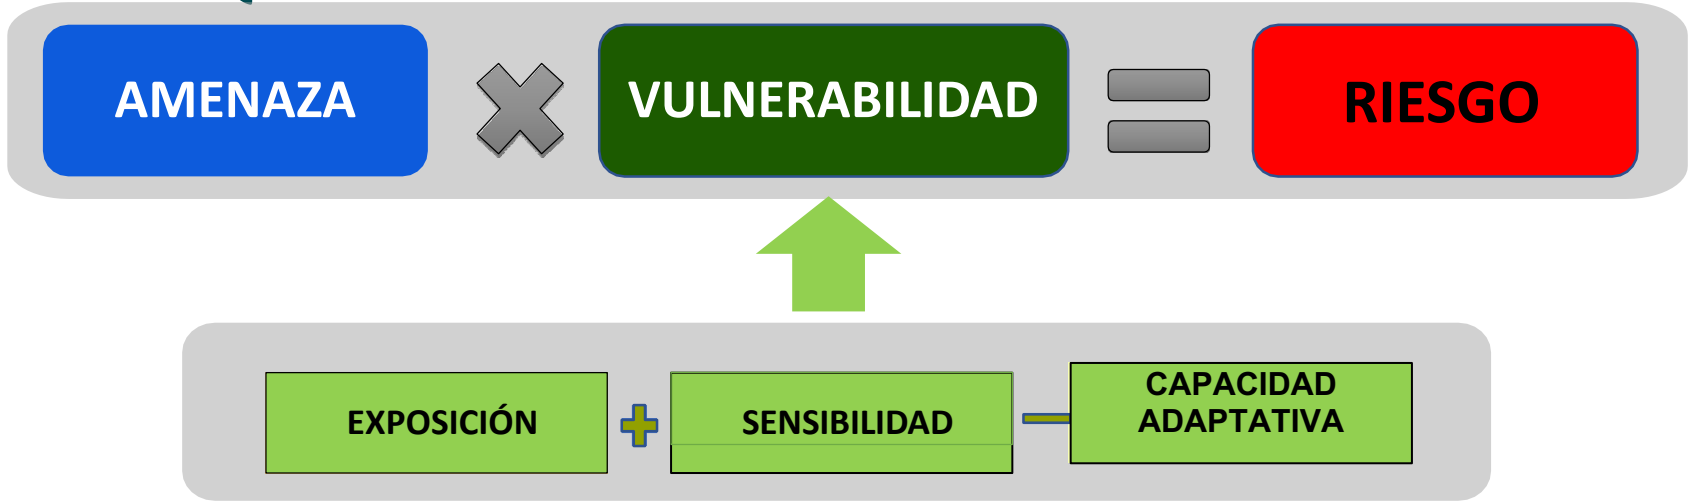 AMENAZA VULNERABILIDAD RIESGO
EXPOSICIÓN SENSIBILIDAD CAPACIDAD
ADAPTATIVA